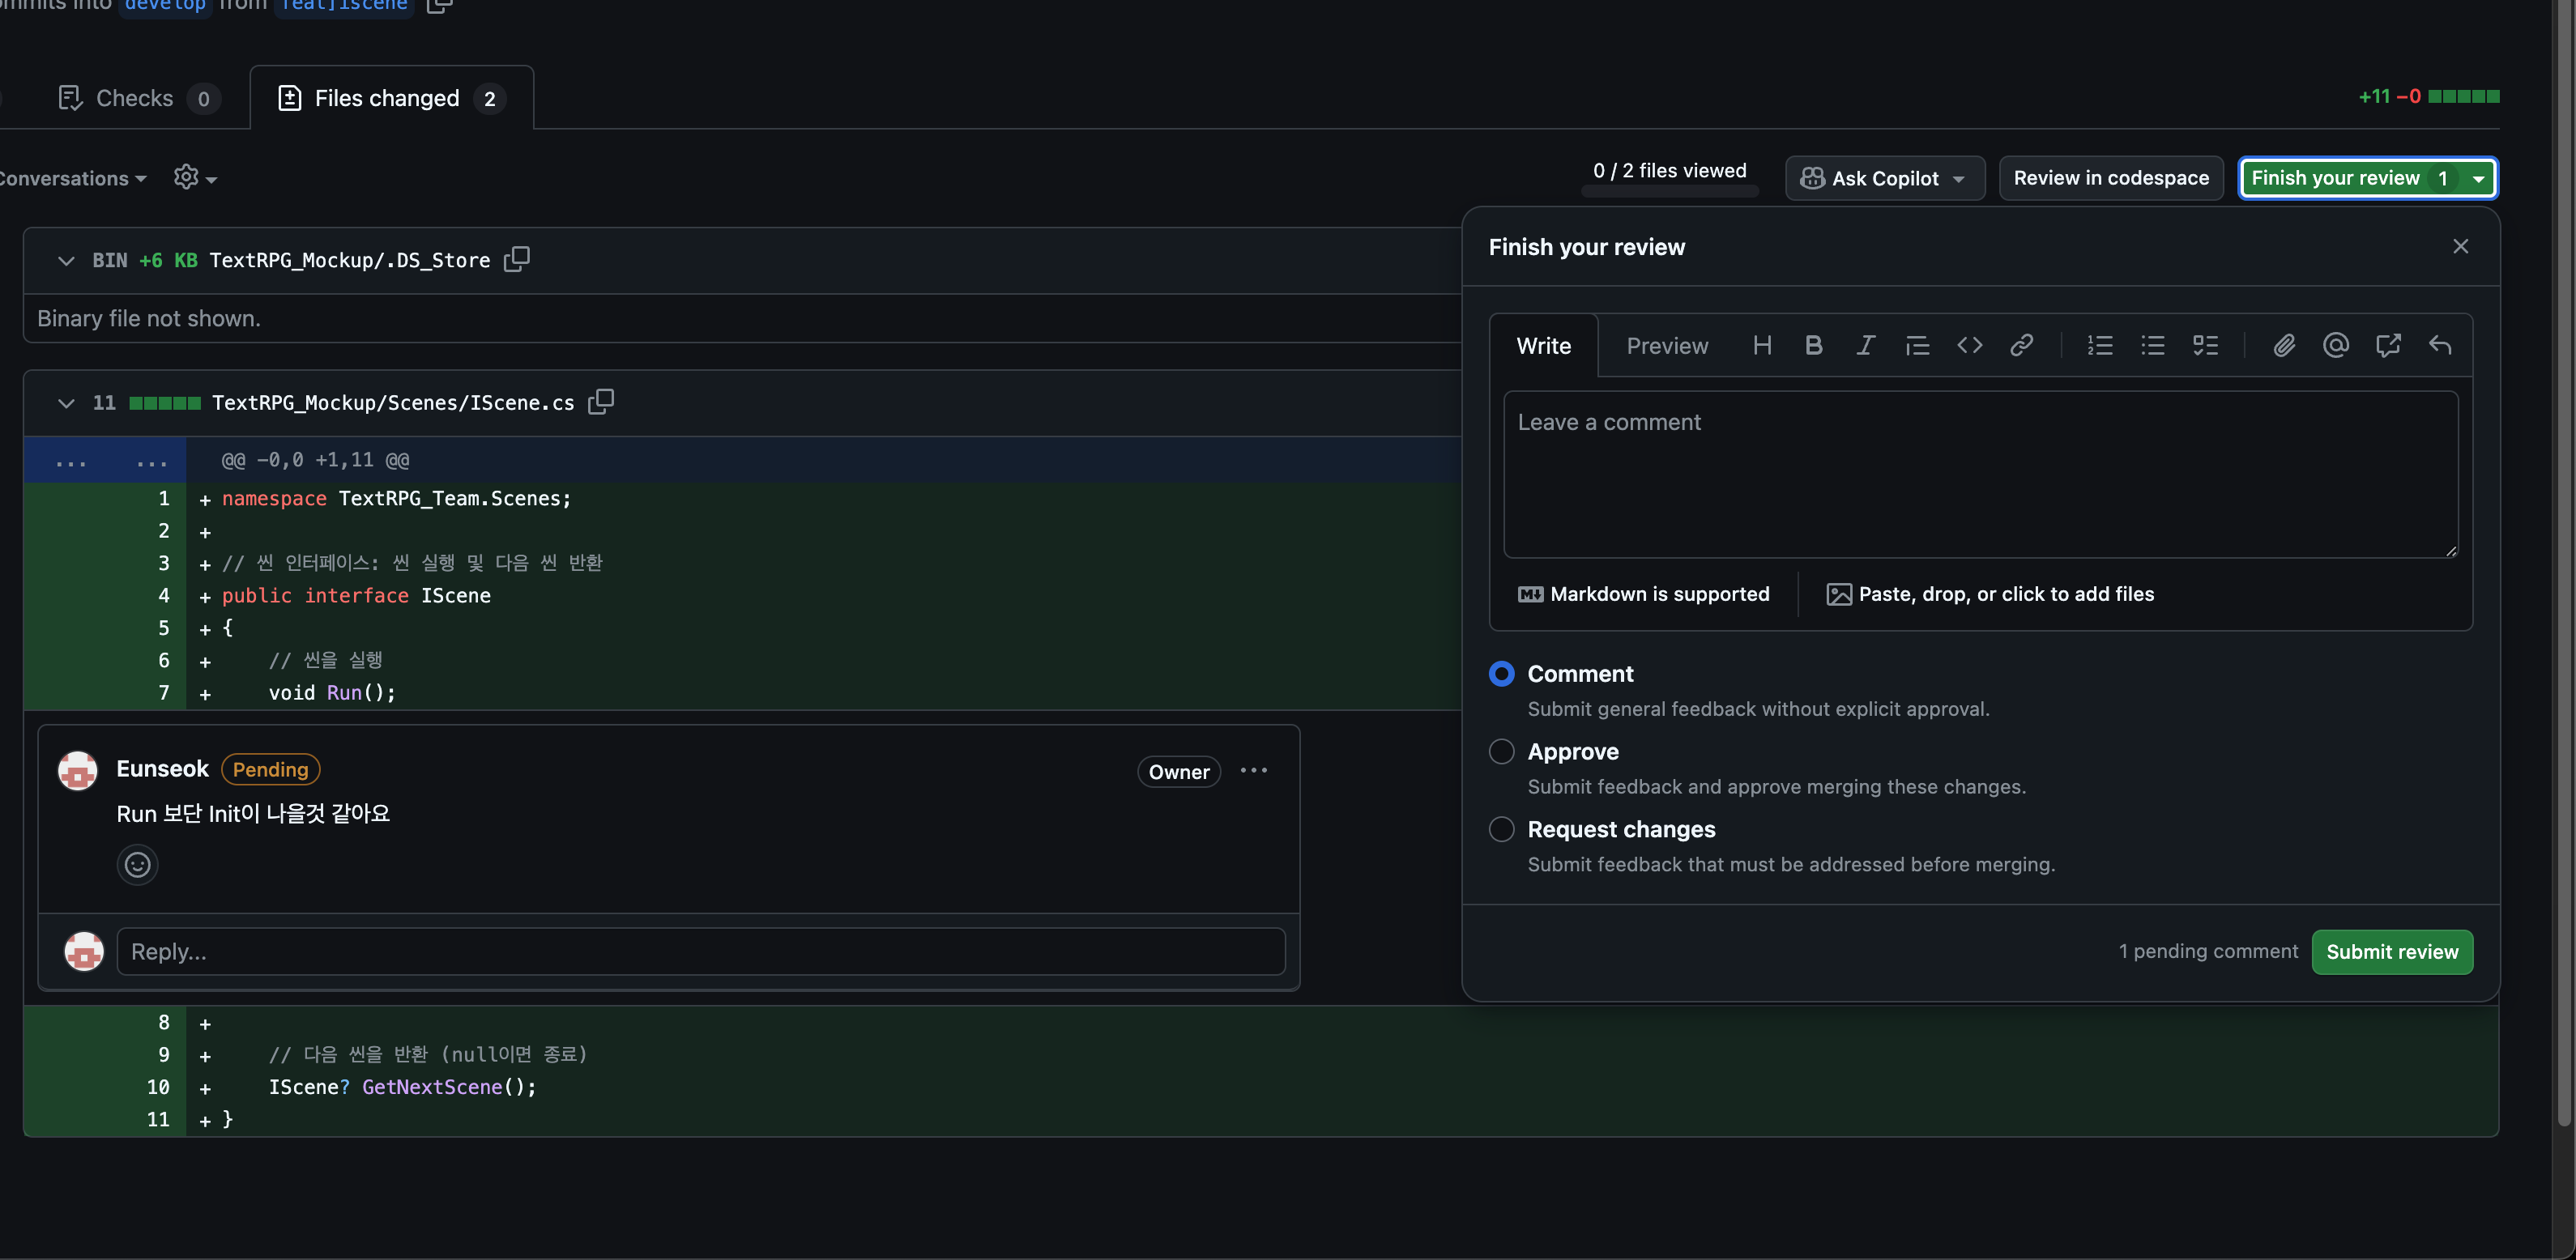 commits into develop from feat]iscene
Checks 0
Files changed 2
+11 −0
Conversations
0 / 2 files viewed
Ask Copilot
Review in codespace
Finish your review 1
BIN +6 KB TextRPG_Mockup/.DS_Store
Binary file not shown.
11 TextRPG_Mockup/Scenes/IScene.cs
... ... @@ -0,0 +1,11 @@
1 + namespace TextRPG_Team.Scenes;
2 +
3 + // 씬 인터페이스: 씬 실행 및 다음 씬 반환
4 + public interface IScene
5 + {
6 + // 씬을 실행
7 + void Run();
Eunseok Pending Owner
Run 보단 Init이 나을것 같아요
Reply...
8 +
9 + // 다음 씬을 반환 (null이면 종료)
10 + IScene? GetNextScene();
11 + }
Finish your review
Write Preview
Leave a comment
Markdown is supported
Paste, drop, or click to add files
Comment
Submit general feedback without explicit approval.
Approve
Submit feedback and approve merging these changes.
Request changes
Submit feedback that must be addressed before merging.
1 pending comment Submit review